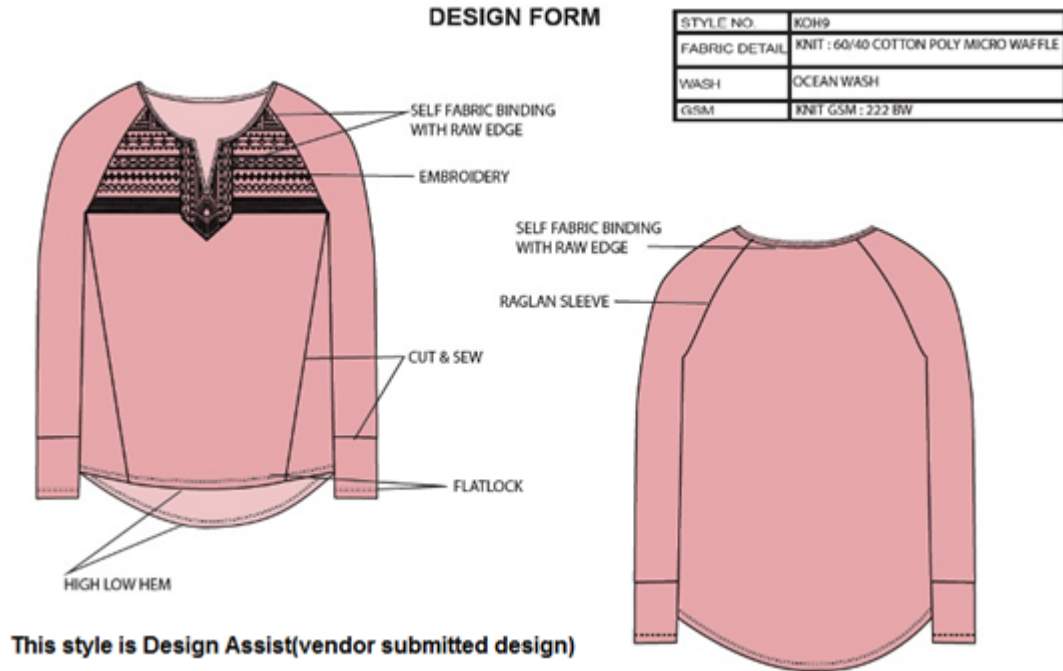 DESIGN FORM
STYLE NO. KOH9
FABRIC DETAIL KNIT : 60/40 COTTON POLY MICRO WAFFLE
WASH OCEAN WASH
GSM KNIT GSM : 222 BW
SELF FABRIC BINDING
WITH RAW EDGE
EMBROIDERY
CUT & SEW
FLATLOCK
HIGH LOW HEM
SELF FABRIC BINDING
WITH RAW EDGE
RAGLAN SLEEVE
This style is Design Assist(vendor submitted design)